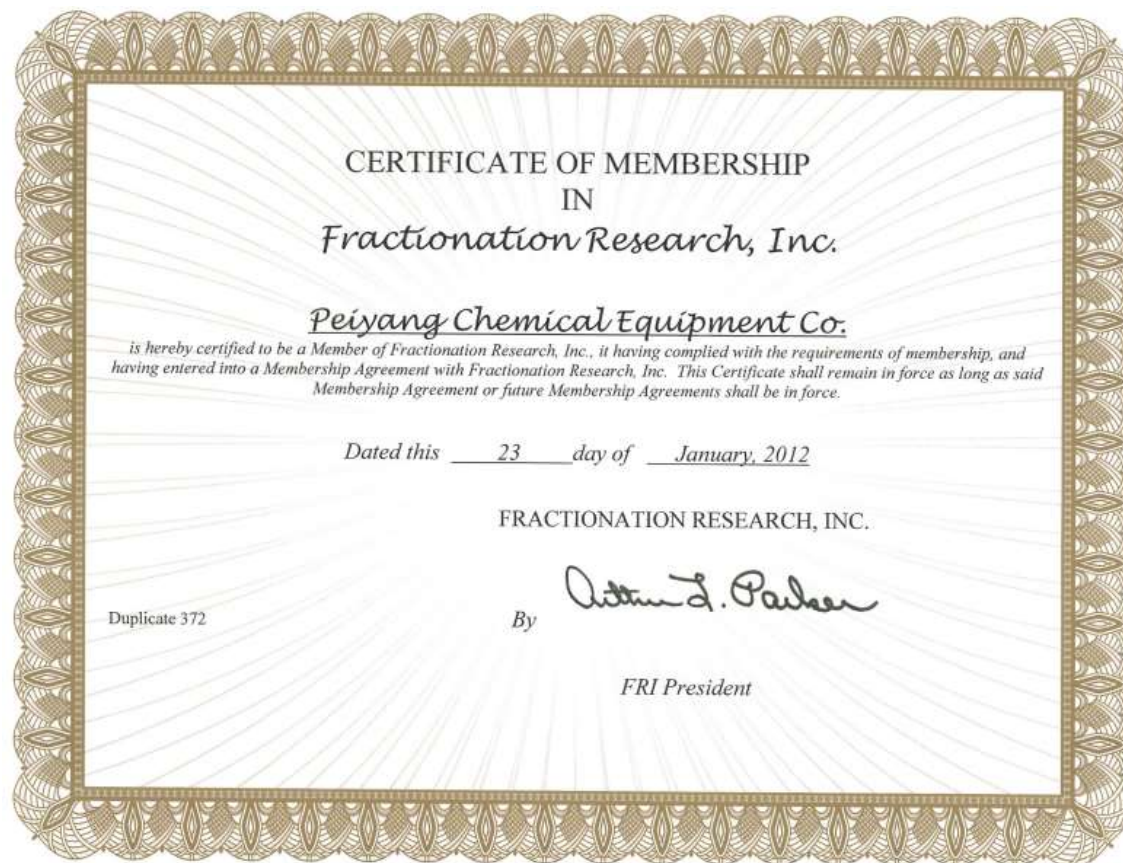 CERTIFICATE OF MEMBERSHIP
IN
Fractionation Research, Inc.
Peiyang Chemical Equipment Co.
is hereby certified to be a Member of Fractionation Research, Inc., it having complied with the requirements of membership, and
having entered into a Membership Agreement with Fractionation Research, Inc. This Certificate shall remain in force as long as said
Membership Agreement or future Membership Agreements shall be in force.
Dated this 23 day of January, 2012
FRACTIONATION RESEARCH, INC.
Arthur L. Parker
Duplicate 372
By
FRI President